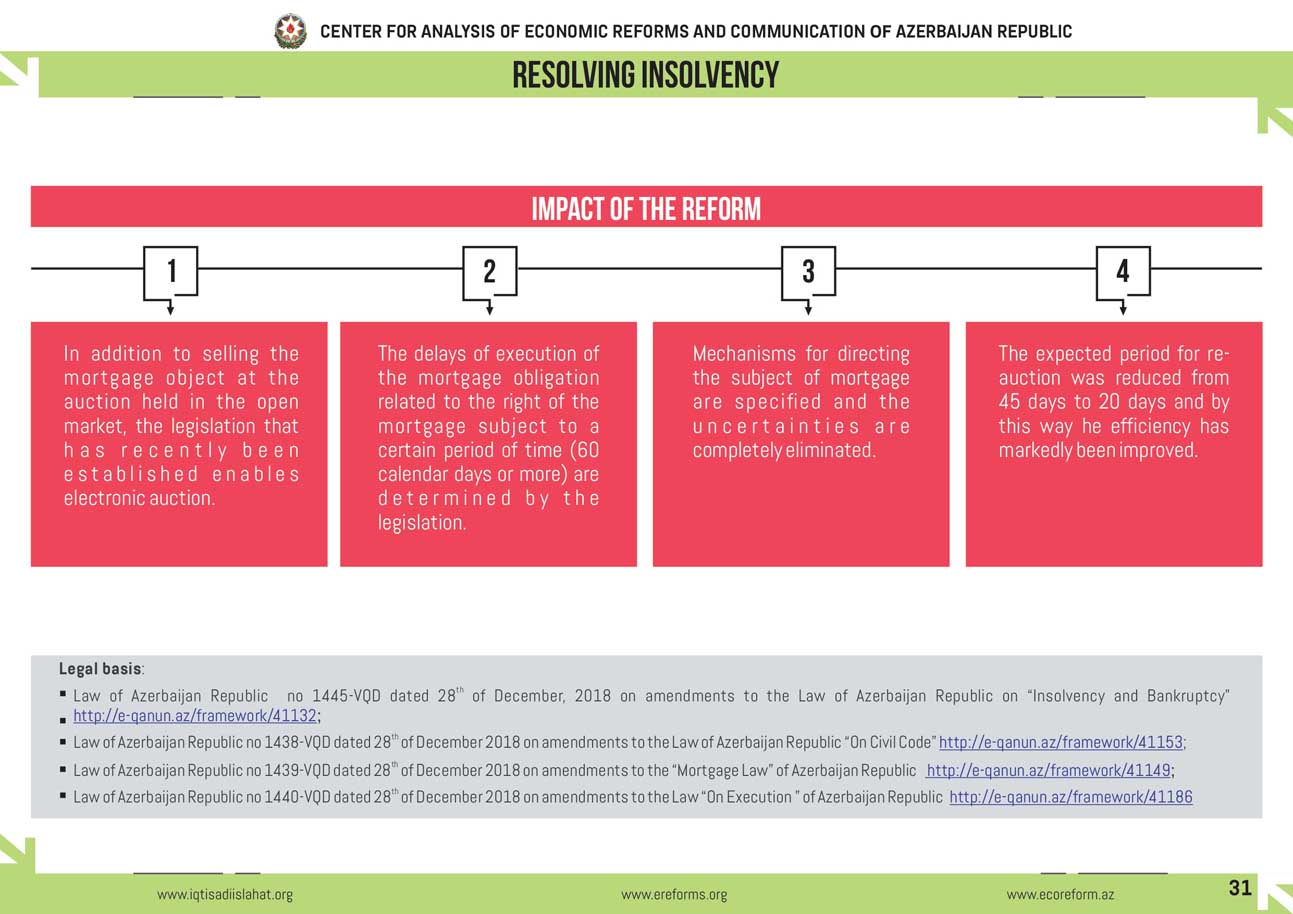 CENTER FOR ANALYSIS OF ECONOMIC REFORMS AND COMMUNICATION OF AZERBAIJAN REPUBLIC
RESOLVING INSOLVENCY
IMPACT OF THE REFORM
1
In addition to selling the
mortgage object at the
auction held in the open
market, the legislation that
has recently been
established enables
electronic auction.
2
The delays of execution of
the mortgage obligation
related to the right of the
mortgage subject to a
certain period of time (60
calendar days or more) are
determined by the
legislation.
3
Mechanisms for directing
the subject of mortgage
are specified and the
uncertainties are
completely eliminated.
4
The expected period for re-
auction was reduced from
45 days to 20 days and by
this way he efficiency has
markedly been improved.
Legal basis:
▪ Law of Azerbaijan Republic no 1445-VQD dated 28th of December, 2018 on amendments to the Law of Azerbaijan Republic on “Insolvency and Bankruptcy”
▪ http://e-qanun.az/framework/41132;
▪ Law of Azerbaijan Republic no 1438-VQD dated 28th of December 2018 on amendments to the Law of Azerbaijan Republic “On Civil Code” http://e-qanun.az/framework/41153;
▪ Law of Azerbaijan Republic no 1439-VQD dated 28th of December 2018 on amendments to the “Mortgage Law” of Azerbaijan Republic http://e-qanun.az/framework/41149;
▪ Law of Azerbaijan Republic no 1440-VQD dated 28th of December 2018 on amendments to the Law “On Execution ” of Azerbaijan Republic http://e-qanun.az/framework/41186
www.iqtisadiislahat.org
www.ereforms.org
www.ecoreform.az
31